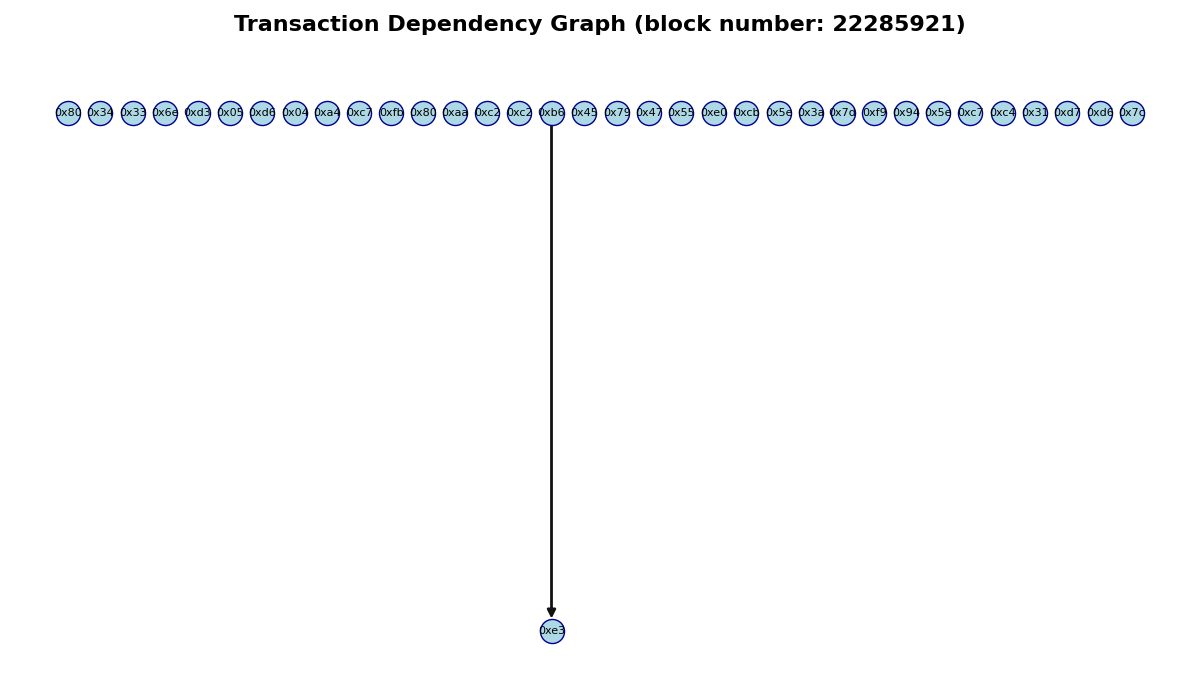 Transaction Dependency Graph (block number: 22285921)
0x80 0x34 0x33 0x6e 0xd3 0x05 0xd6 0x04 0xa4 0xc7 0xfb 0x80 0xaa 0xc2 0xc2 0xb6 0x45 0x79 0x47 0x55 0xe0 0xcb 0x5e 0x3a 0x7d 0xf9 0x94 0x5e 0xc7 0xc4 0x31 0xd7 0xd6 0x7c
0xe3